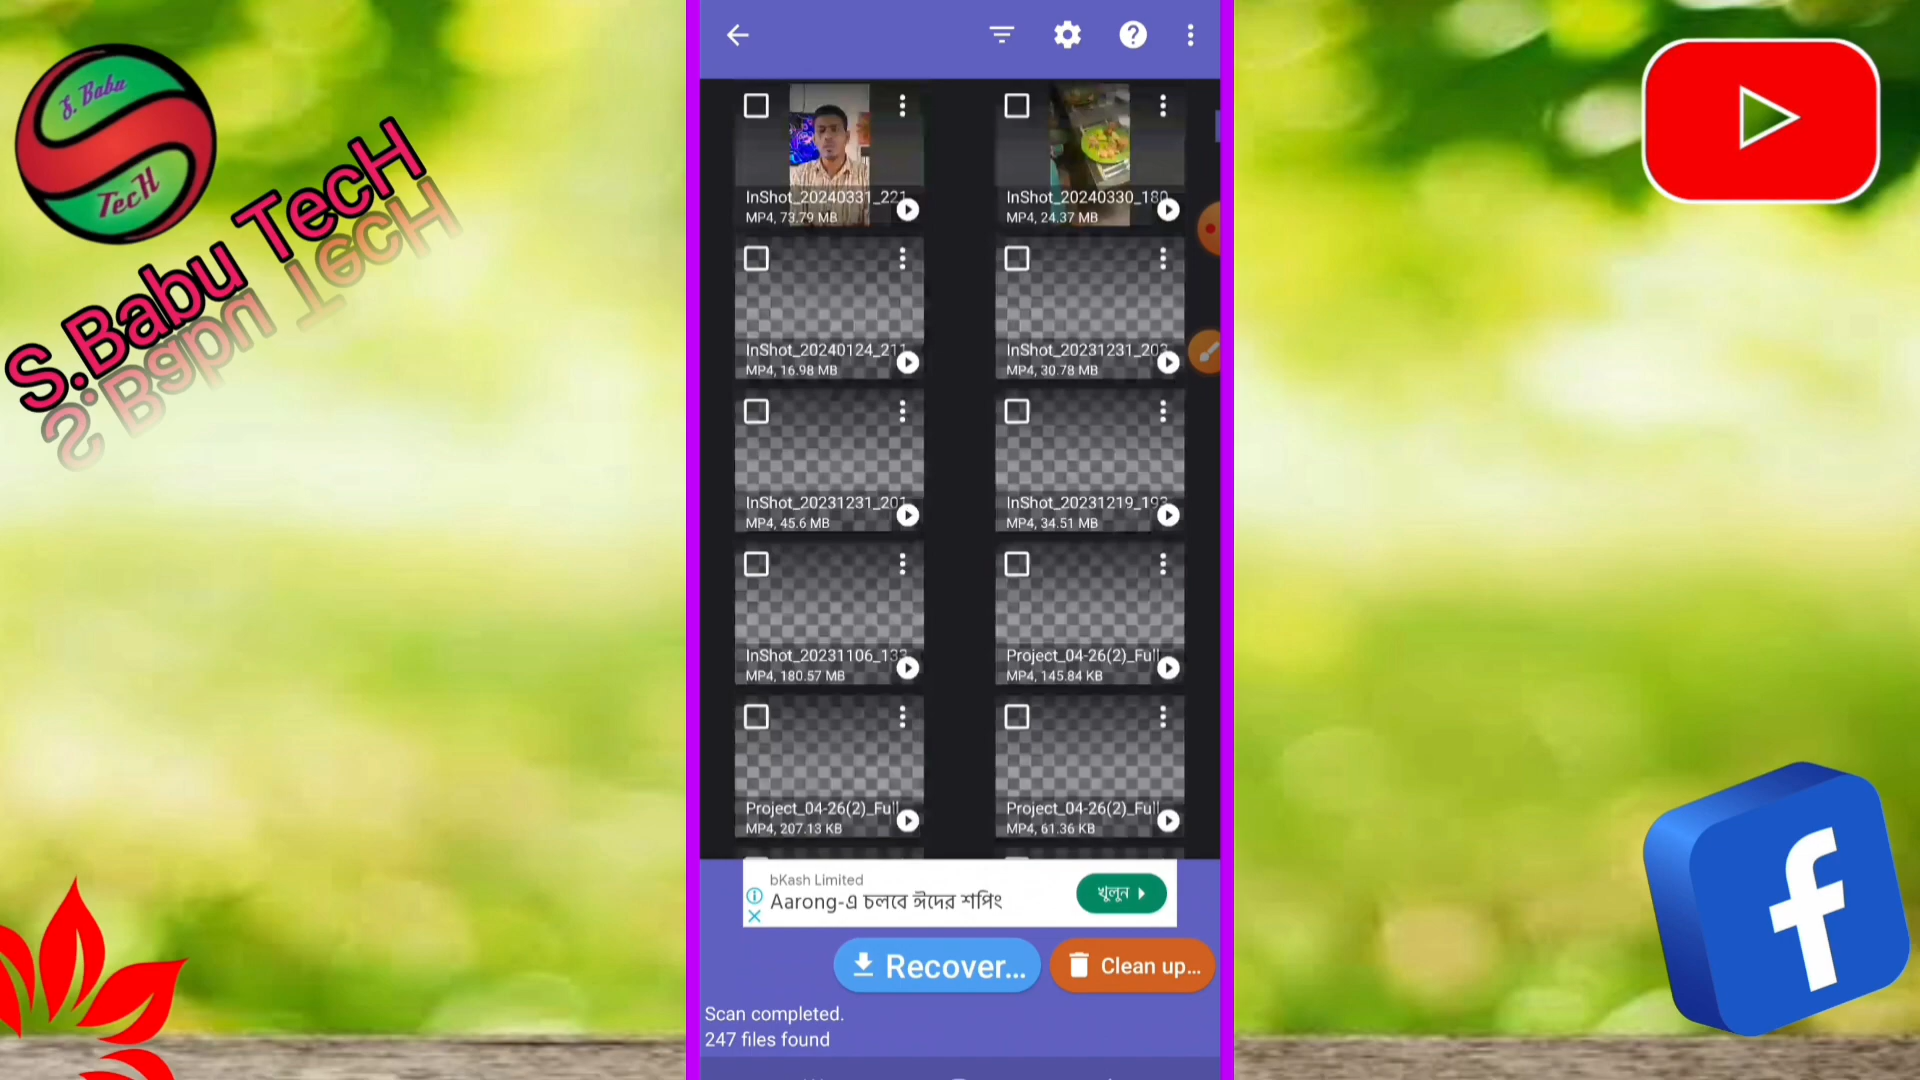 S. Babu
TecH
S.Babu TecH
InShot_20240331_221
MP4, 73.79 MB
InShot_20240330_180
MP4, 24.37 MB
InShot_20240124_211
MP4, 16.98 MB
InShot_20231231_203
MP4, 30.78 MB
InShot_20231231_201
MP4, 45.6 MB
InShot_20231219_193
MP4, 34.51 MB
InShot_20231106_133
MP4, 180.57 MB
Project_04-26(2)_Full
MP4, 145.84 KB
Project_04-26(2)_Full
MP4, 207.13 KB
Project_04-26(2)_Full
MP4, 61.36 KB
bKash Limited
Aarong-এ চলবে ঈদের শপিং
খুলুন
Recover...
Clean up...
Scan completed.
247 files found